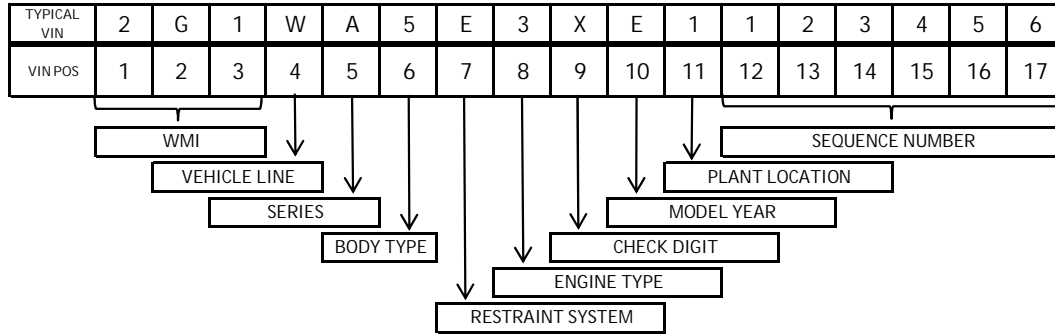 TYPICAL VIN 2 G 1 W A 5 E 3 X E 1 1 2 3 4 5 6
VIN POS 1 2 3 4 5 6 7 8 9 10 11 12 13 14 15 16 17
WMI SEQUENCE NUMBER
VEHICLE LINE PLANT LOCATION
SERIES MODEL YEAR
BODY TYPE CHECK DIGIT
ENGINE TYPE
RESTRAINT SYSTEM